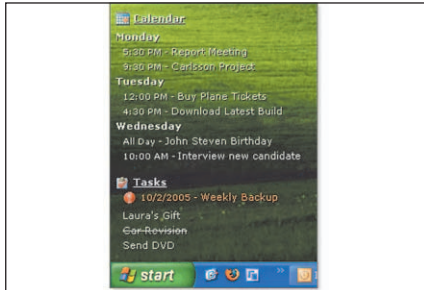 Calendar
Monday
5:30 PM - Report Meeting
9:30 PM - Carlsson Project
Tuesday
12:00 PM - Buy Plane Tickets
4:30 PM - Download Latest Build
Wednesday
All Day - John Steven Birthday
10:00 AM - Interview new candidate
Tasks
10/2/2005 - Weekly Backup
Laura's Gift
Car Revision
Send DVD
start